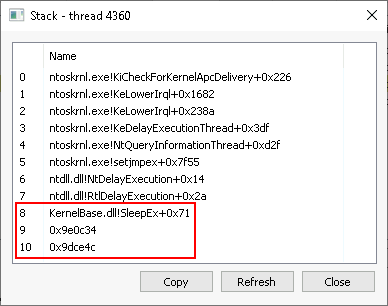 Stack - thread 4360
Name
0 ntoskrnl.exe!KiCheckForKernelApcDelivery+0x226
1 ntoskrnl.exe!KeLowerIrql+0x1682
2 ntoskrnl.exe!KeLowerIrql+0x238a
3 ntoskrnl.exe!KeDelayExecutionThread+0x3df
4 ntoskrnl.exe!NtQueryInformationThread+0xd2f
5 ntoskrnl.exe!setjmpex+0x7f55
6 ntdll.dll!NtDelayExecution+0x14
7 ntdll.dll!RtlDelayExecution+0x2a
8 KernelBase.dll!SleepEx+0x71
9 0x9e0c34
10 0x9dce4c
Copy Refresh Close